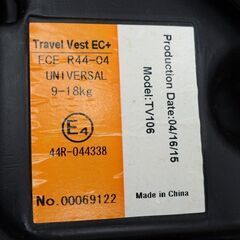 Travel Vest EC+
ECE R44-04
UNIVERSAL
9-18kg
E4
44R-044338
No.00069122
Production Date:04/16/15
Model:TV106
Made in China